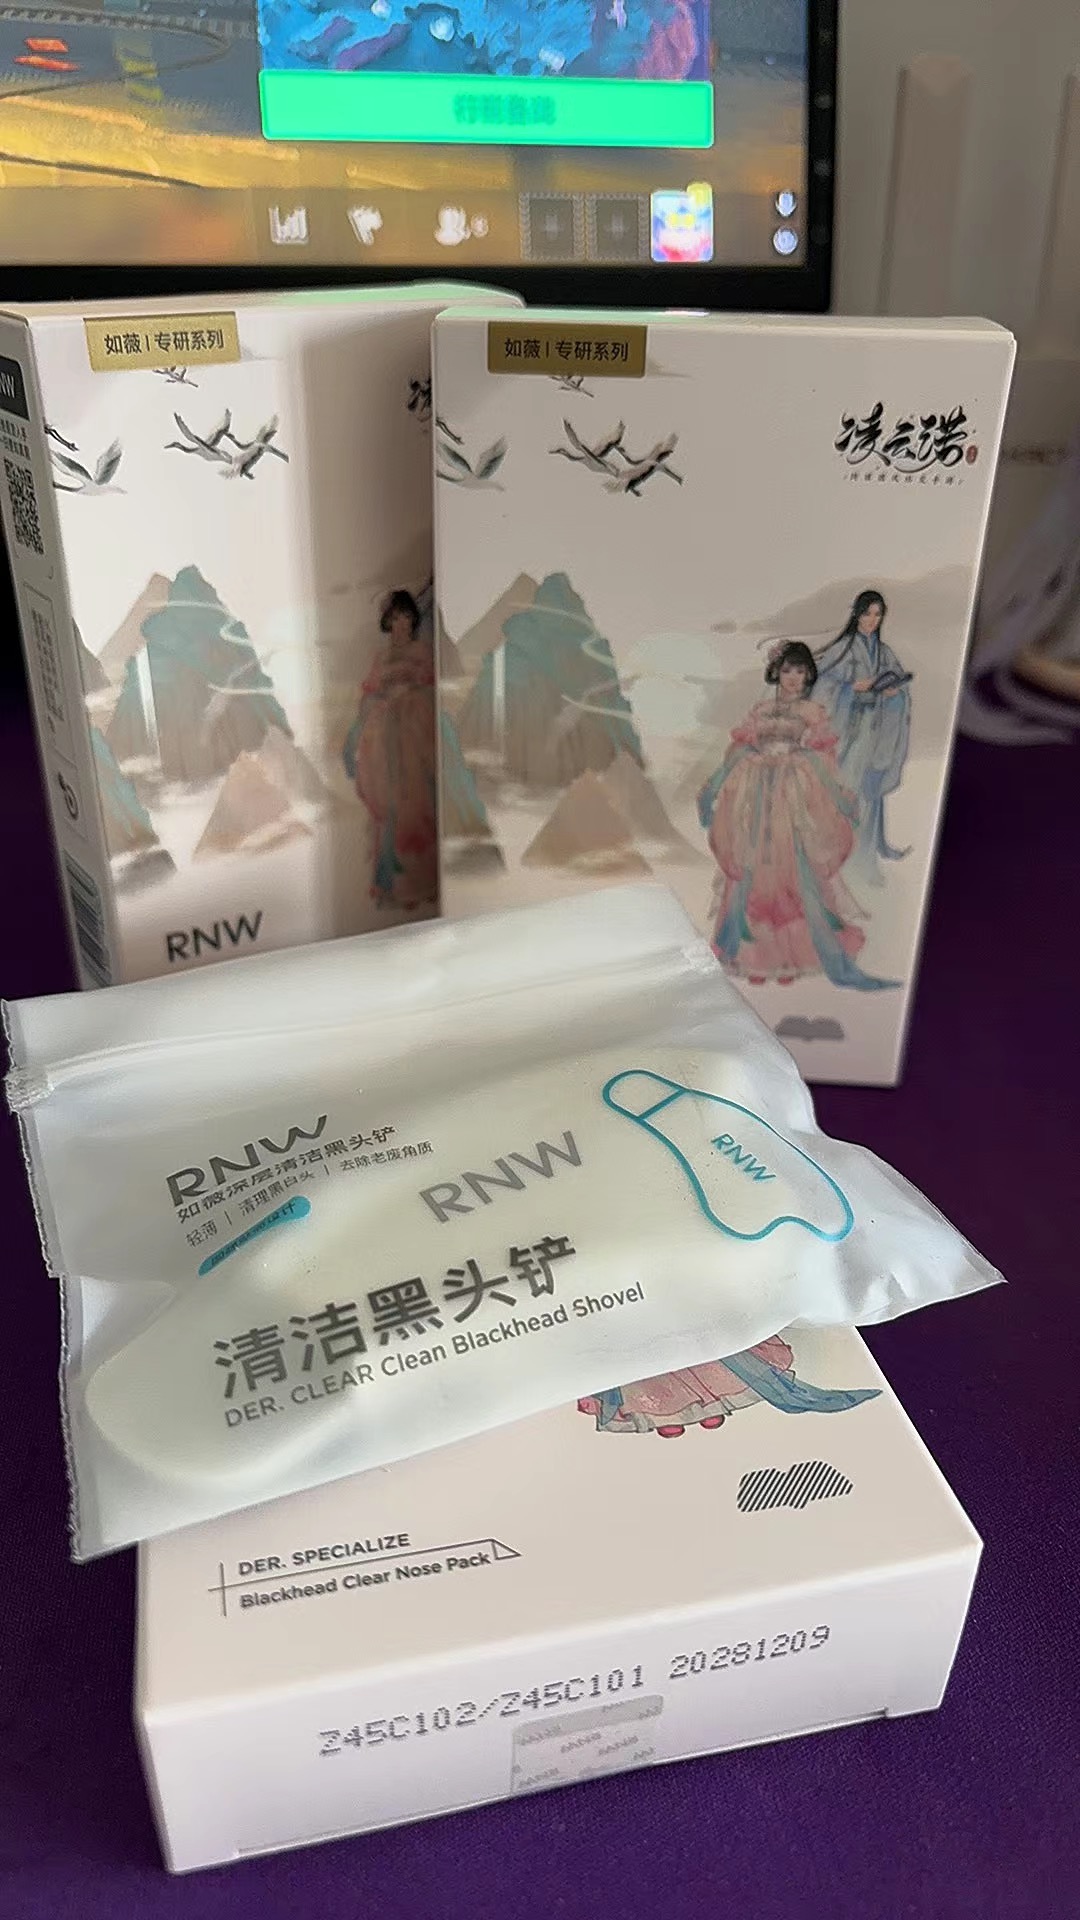 如薇 | 专研系列
如薇 | 专研系列
凌云诺
RNW
RNW
如薇深层清洁黑头铲
轻薄 | 清理黑白头 | 去除老废角质
RNW
RNW
清洁黑头铲
DER. CLEAR Clean Blackhead Shovel
DER. SPECIALIZE
Blackhead Clear Nose Pack
Z45C102/Z45C101 20281209